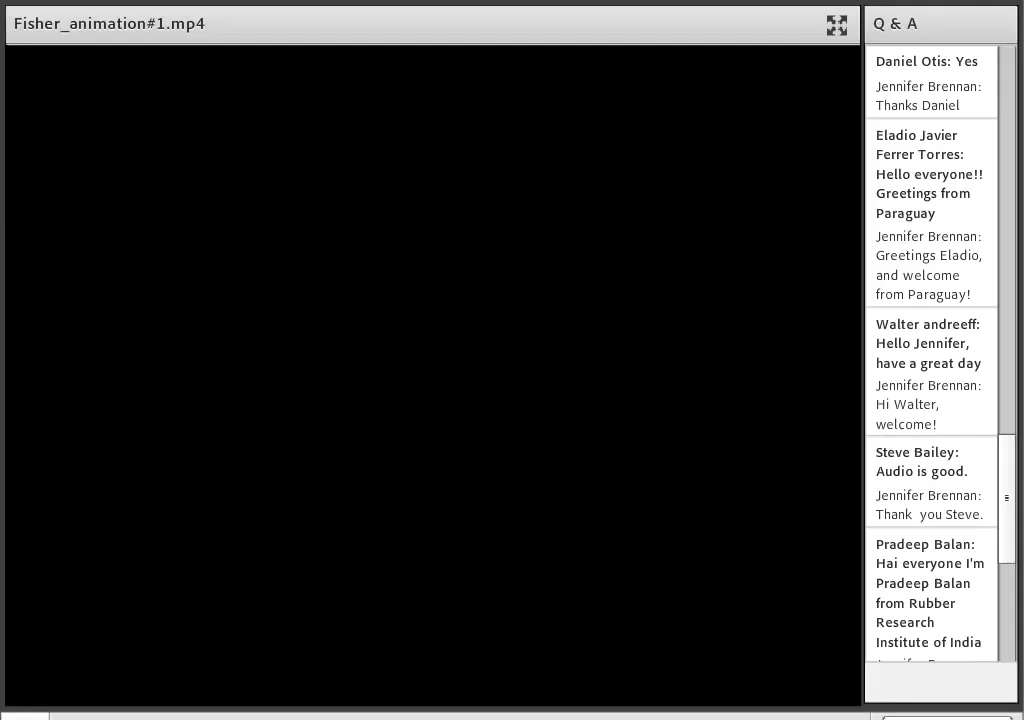 Fisher_animation#1.mp4
Q & A
Daniel Otis: Yes
Jennifer Brennan:
Thanks Daniel
Eladio Javier
Ferrer Torres:
Hello everyone!!
Greetings from
Paraguay
Jennifer Brennan:
Greetings Eladio,
and welcome
from Paraguay!
Walter andreeff:
Hello Jennifer,
have a great day
Jennifer Brennan:
Hi Walter,
welcome!
Steve Bailey:
Audio is good.
Jennifer Brennan:
Thank you Steve.
Pradeep Balan:
Hai everyone I'm
Pradeep Balan
from Rubber
Research
Institute of India